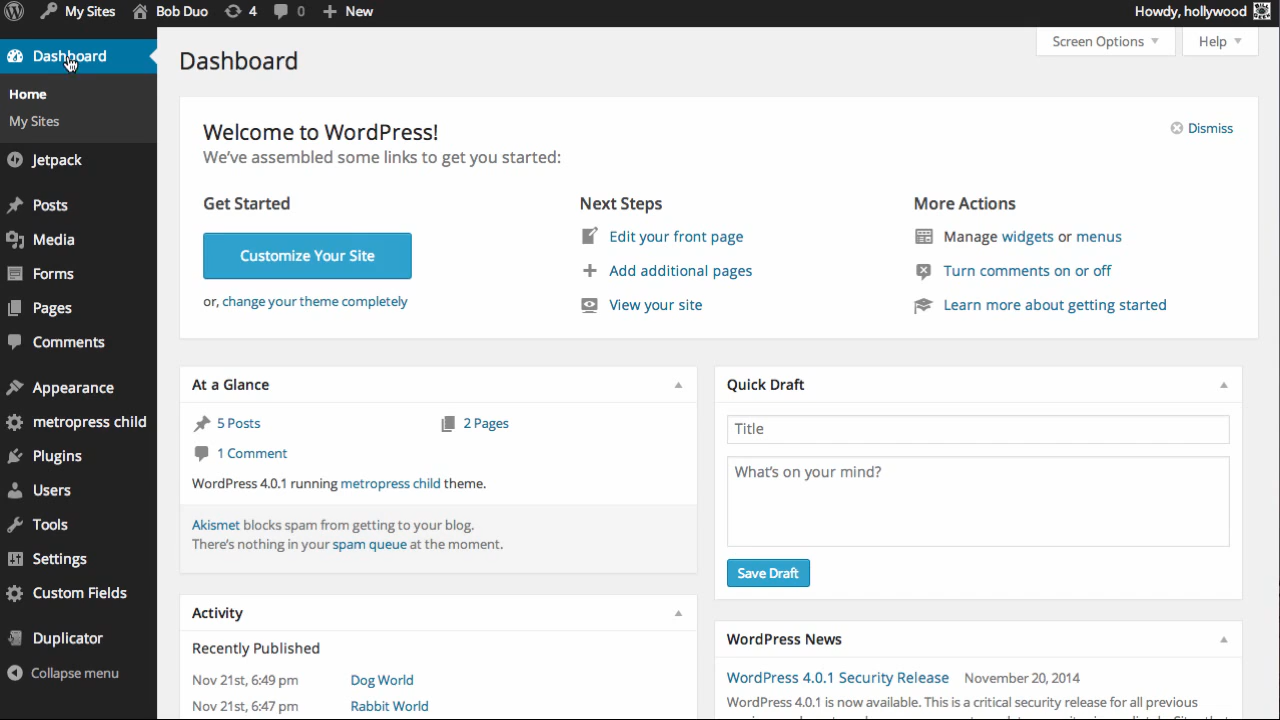 My Sites Bob Duo 4 0 New Howdy, hollywood
Dashboard
Home
My Sites
Jetpack
Posts
Media
Forms
Pages
Comments
Appearance
metropress child
Plugins
Users
Tools
Settings
Custom Fields
Duplicator
Collapse menu
Screen Options Help
Dashboard
Welcome to WordPress!
We've assembled some links to get you started:
Dismiss
Get Started
Customize Your Site
or, change your theme completely
Next Steps
Edit your front page
Add additional pages
View your site
More Actions
Manage widgets or menus
Turn comments on or off
Learn more about getting started
At a Glance
5 Posts 2 Pages
1 Comment
WordPress 4.0.1 running metropress child theme.
Akismet blocks spam from getting to your blog.
There's nothing in your spam queue at the moment.
Activity
Recently Published
Nov 21st, 6:49 pm Dog World
Nov 21st, 6:47 pm Rabbit World
Quick Draft
Title
What's on your mind?
Save Draft
WordPress News
WordPress 4.0.1 Security Release November 20, 2014
WordPress 4.0.1 is now available. This is a critical security release for all previous